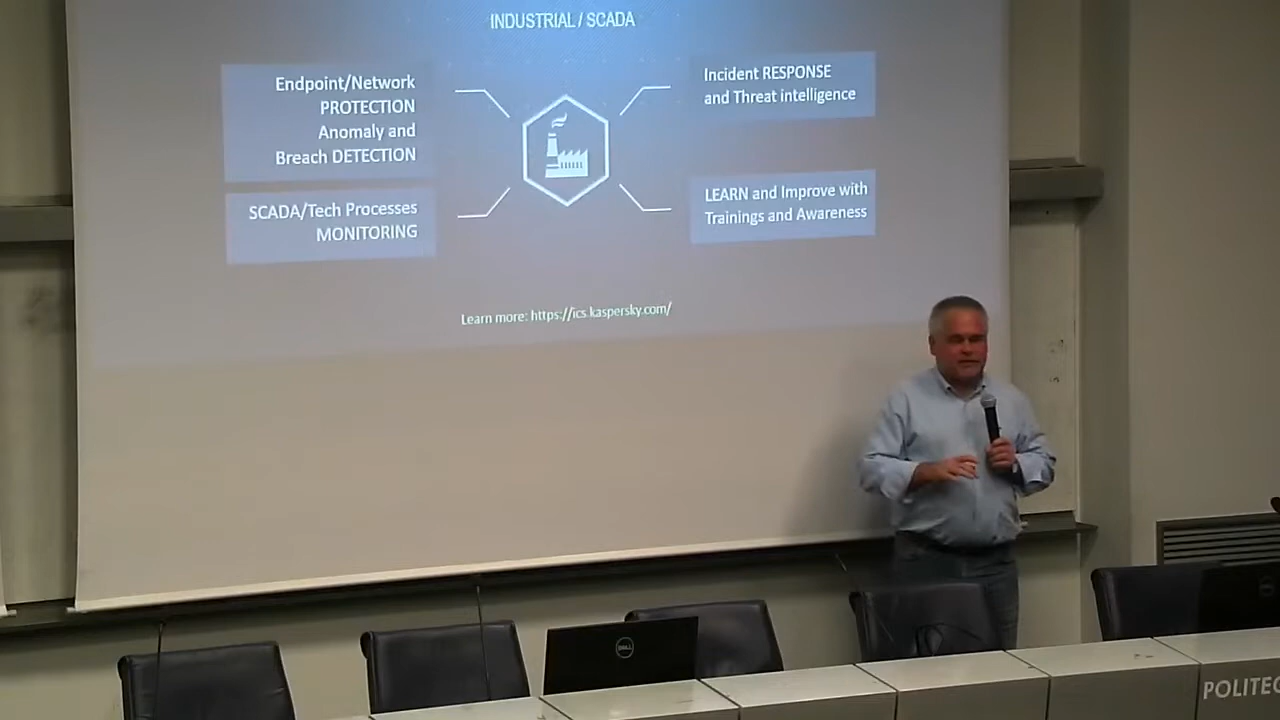 INDUSTRIAL / SCADA
Endpoint/Network
PROTECTION
Anomaly and
Breach DETECTION
SCADA/Tech Processes
MONITORING
Incident RESPONSE
and Threat intelligence
LEARN and Improve with
Trainings and Awareness
Learn more: https://ics.kaspersky.com/
DELL
POLITEC